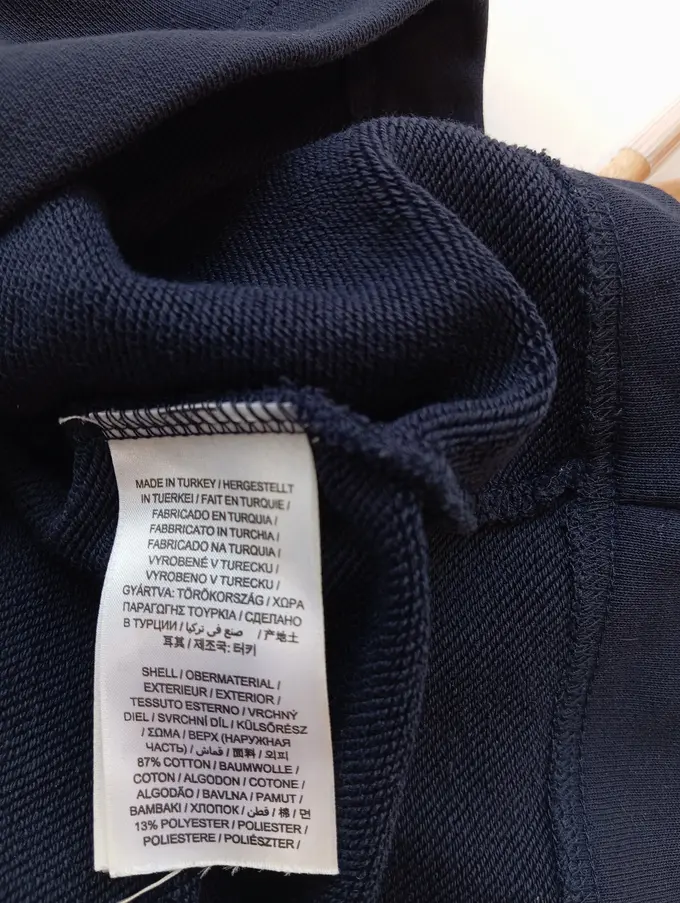 MADE IN TURKEY / HERGESTELLT
IN TUERKEI / FAIT EN TURQUIE /
FABRICADO EN TURQUIA /
FABBRICATO IN TURCHIA /
FABRICADO NA TURQUIA /
VYROBENÉ V TURECKU /
VYROBENO V TURECKU /
GYÁRTVA: TÖRÖKORSZÁG / ΧΩΡΑ
ΠΑΡΑΓΩΓΗΣ ΤΟΥΡΚΙΑ / СДЕЛАНО
В ТУРЦИИ / صنع في تركيا / 产地土
耳其 / 제조국: 터키
SHELL / OBERMATERIAL /
EXTERIEUR / EXTERIOR /
TESSUTO ESTERNO / VRCHNÝ
DIEL / SVRCHNÍ DÍL / KÜLSŐRÉSZ
/ ΣΩΜΑ / ВЕРХ (НАРУЖНАЯ
ЧАСТЬ) / قماش / 面料 / 외피
87% COTTON / BAUMWOLLE /
COTON / ALGODON / COTONE /
ALGODÃO / BAVLNA / PAMUT /
ΒΑΜΒΑΚΙ / ХЛОПОК / قطن / 棉 / 면
13% POLYESTER / POLIESTER /
POLIESTERE / POLIÉSZTER /